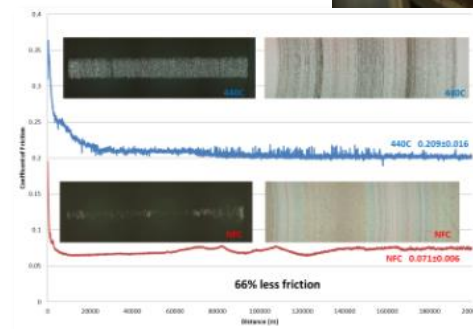 0.4
0.35
0.3
0.25
0.2
0.15
0.1
0.05
0
Coefficient of Friction
440C
440C 0.209±0.016
NFC
NFC 0.071±0.006
66% less friction
0 20000 40000 60000 80000 100000 120000 140000 160000 180000
Distance (m)